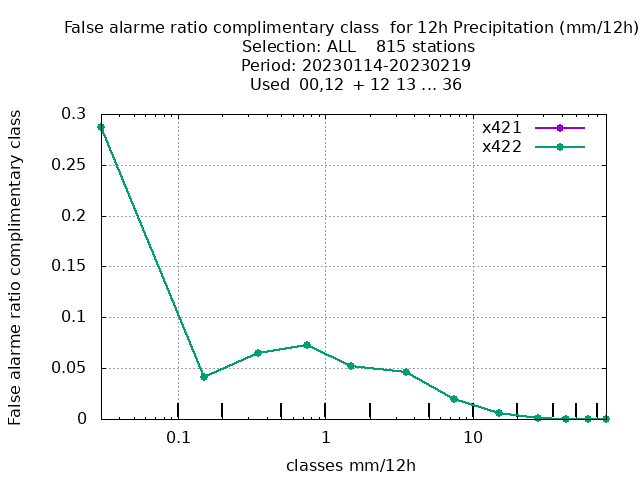 False alarme ratio complimentary class  for 12h Precipitation (mm/12h)
Selection: ALL    815 stations
Period: 20230114-20230219
Used  00,12  + 12 13 ... 36
False alarme ratio complimentary class
x421
x422
0.3
0.25
0.2
0.15
0.1
0.05
0
0.1
1
10
classes mm/12h